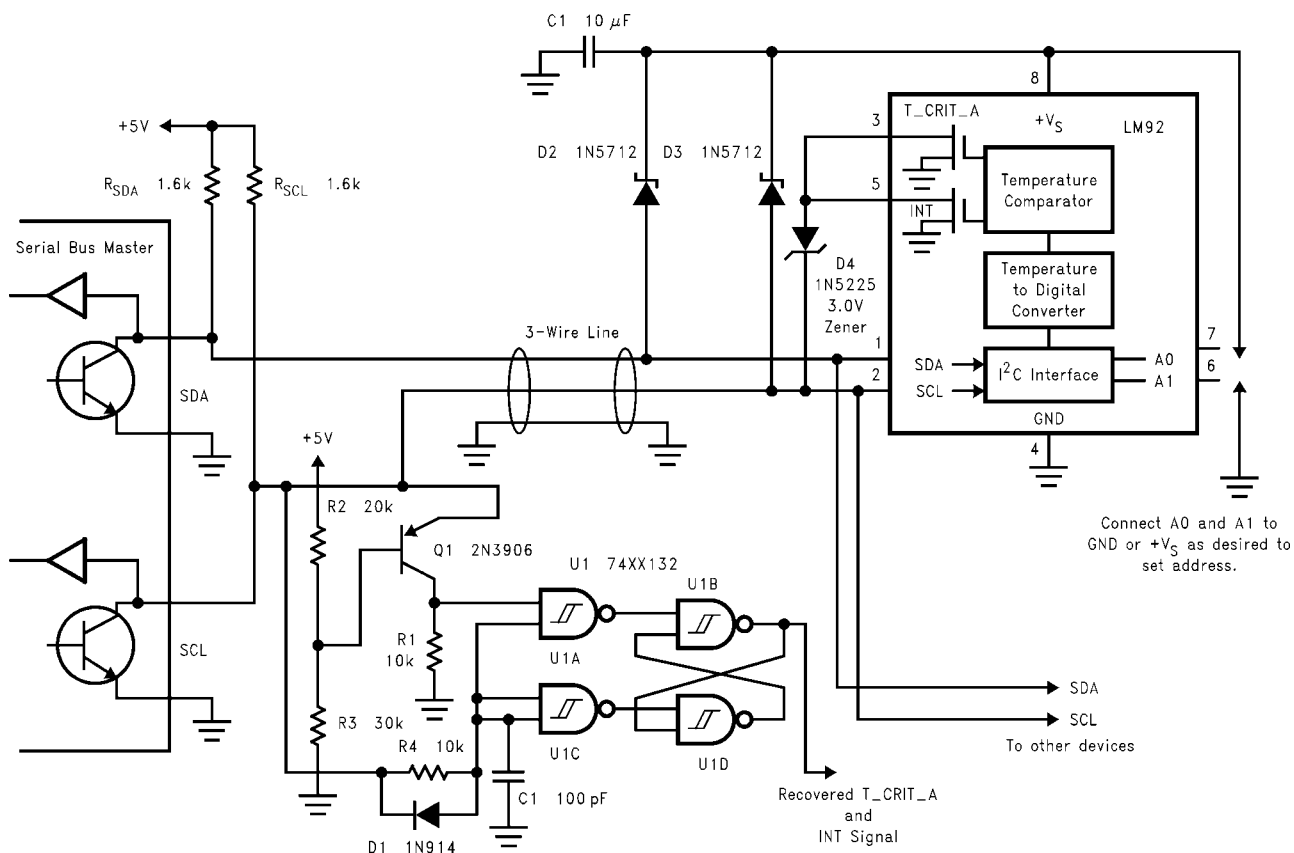 C1 10 μF
8
3
T_CRIT_A
+VS
LM92
+5V
D2 1N5712
D3 1N5712
Temperature
Comparator
RSDA 1.6k
RSCL 1.6k
5
INT
Serial Bus Master
D4
1N5225
3.0V
Zener
Temperature
to Digital
Converter
3-Wire Line
1
7
SDA
I2C Interface
A0
2
6
SCL
A1
SDA
GND
+5V
4
R2 20k
Q1 2N3906
Connect A0 and A1 to
GND or +VS as desired to
set address.
U1 74XX132
U1B
R1
10k
SCL
U1A
SDA
R3 30k
SCL
R4 10k
U1C
U1D
To other devices
C1 100 pF
Recovered T_CRIT_A
and
INT Signal
D1 1N914